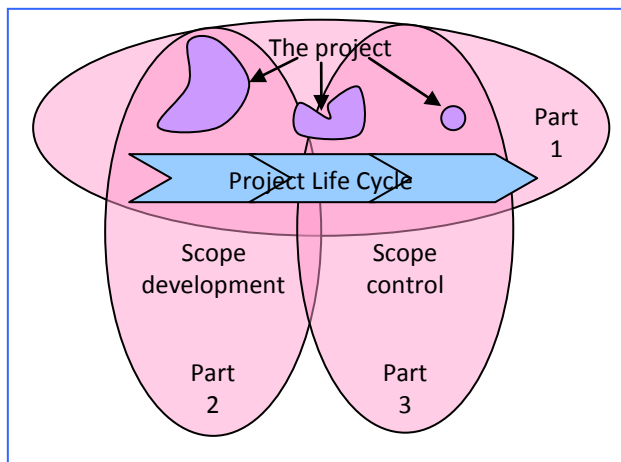 The project
Part
1
Project Life Cycle
Scope
development
Scope
control
Part
2
Part
3